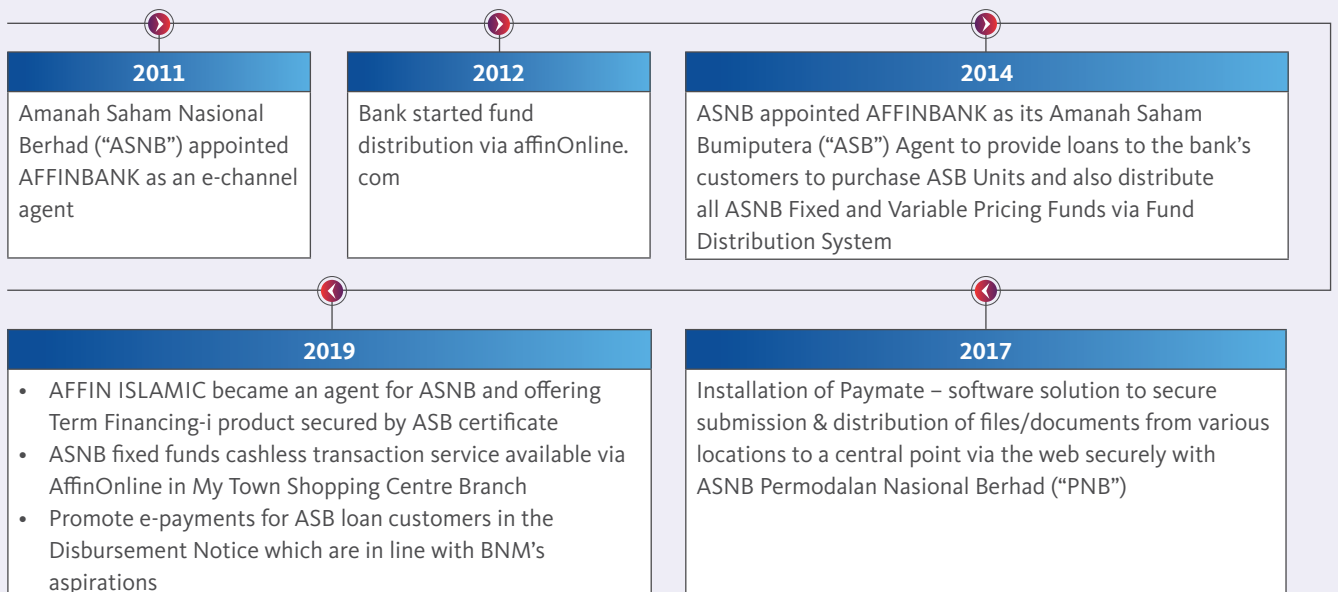 2011
Amanah Saham Nasional
Berhad (“ASNB”) appointed
AFFINBANK as an e-channel
agent
2012
Bank started fund
distribution via affinOnline.
com
2014
ASNB appointed AFFINBANK as its Amanah Saham
Bumiputera (“ASB”) Agent to provide loans to the bank’s
customers to purchase ASB Units and also distribute
all ASNB Fixed and Variable Pricing Funds via Fund
Distribution System
2017
Installation of Paymate – software solution to secure
submission & distribution of files/documents from various
locations to a central point via the web securely with
ASNB Permodalan Nasional Berhad (“PNB”)
2019
• AFFIN ISLAMIC became an agent for ASNB and offering
Term Financing-i product secured by ASB certificate
• ASNB fixed funds cashless transaction service available via
AffinOnline in My Town Shopping Centre Branch
• Promote e-payments for ASB loan customers in the
Disbursement Notice which are in line with BNM’s
aspirations